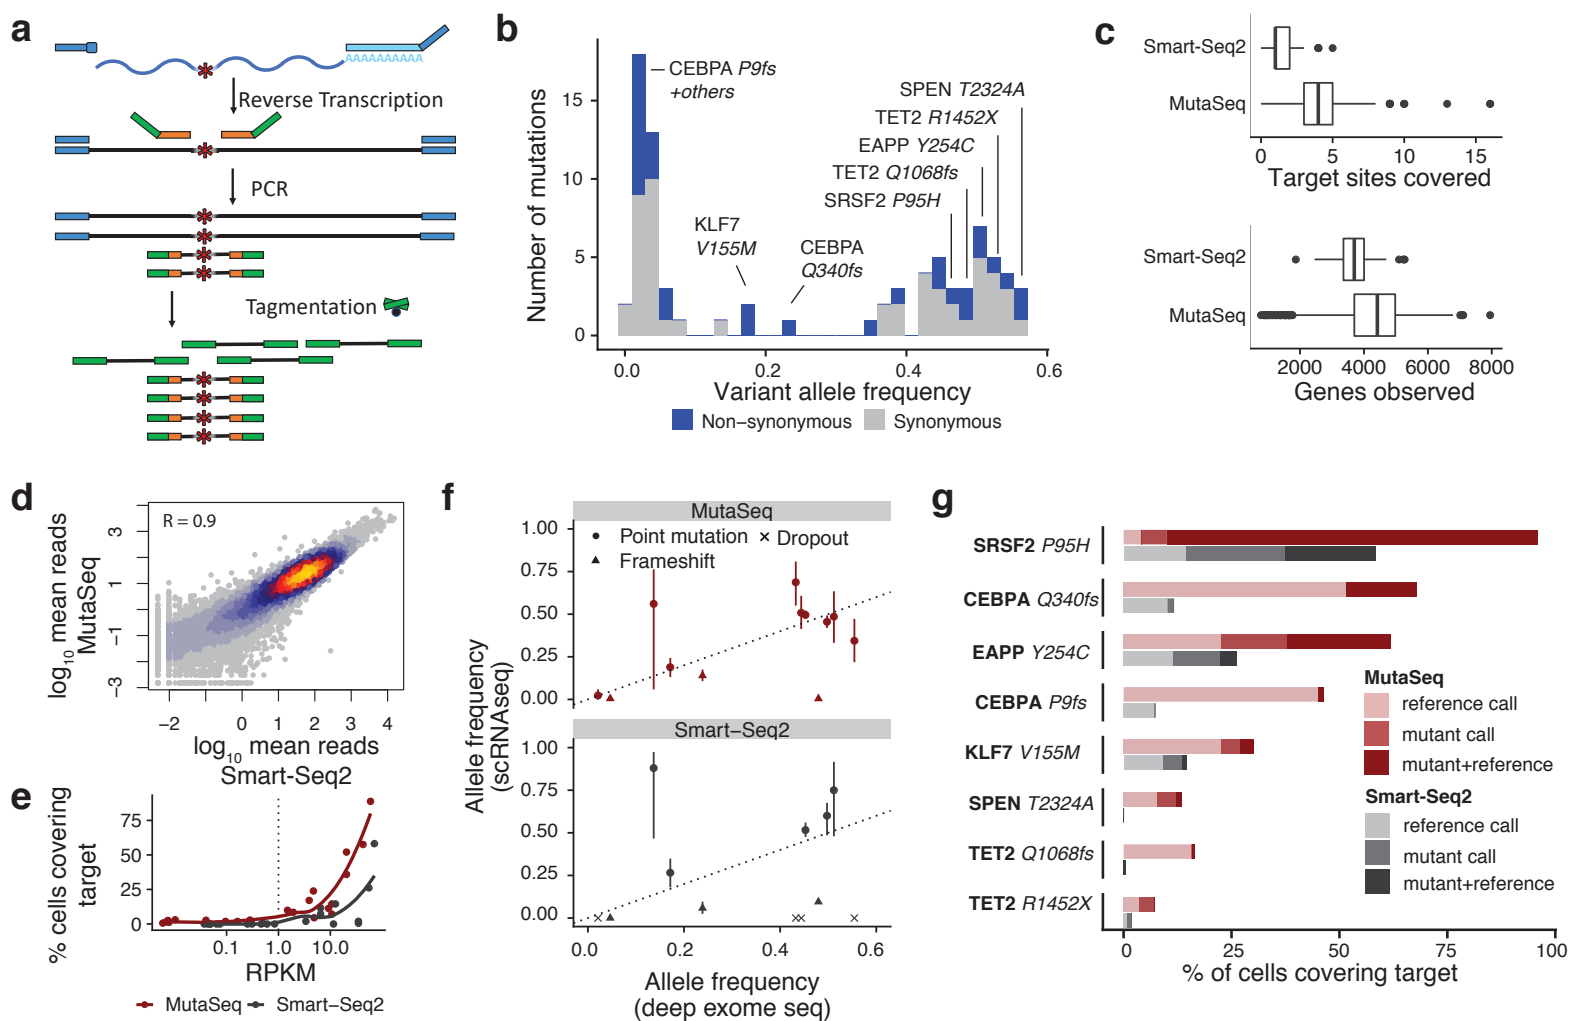 a
AAAAAAAAAA
Reverse Transcription
PCR
Tagmentation
b
Number of mutations
15
10
5
0
CEBPA P9fs
+others
KLF7
V155M
CEBPA
Q340fs
SPEN T2324A
TET2 R1452X
EAPP Y254C
TET2 Q1068fs
SRSF2 P95H
0.0
0.2
0.4
0.6
Variant allele frequency
Non−synonymous
Synonymous
c
Smart-Seq2
MutaSeq
0
5
10
15
Target sites covered
Smart-Seq2
MutaSeq
2000
4000
6000
8000
Genes observed
d
log10 mean reads
MutaSeq
R = 0.9
3
1
−1
−3
−2
0
2
4
log10 mean reads
Smart-Seq2
e
% cells covering
target
75
50
25
0
0.1
1.0
10.0
RPKM
MutaSeq
Smart−Seq2
f
Allele frequency
(scRNAseq)
MutaSeq
1.00
0.75
0.50
0.25
0.00
Point mutation
Dropout
Frameshift
Smart−Seq2
1.00
0.75
0.50
0.25
0.00
0.0
0.2
0.4
0.6
Allele frequency
(deep exome seq)
g
SRSF2 P95H
CEBPA Q340fs
EAPP Y254C
CEBPA P9fs
KLF7 V155M
SPEN T2324A
TET2 Q1068fs
TET2 R1452X
MutaSeq
reference call
mutant call
mutant+reference
Smart-Seq2
reference call
mutant call
mutant+reference
0
25
50
75
100
% of cells covering target